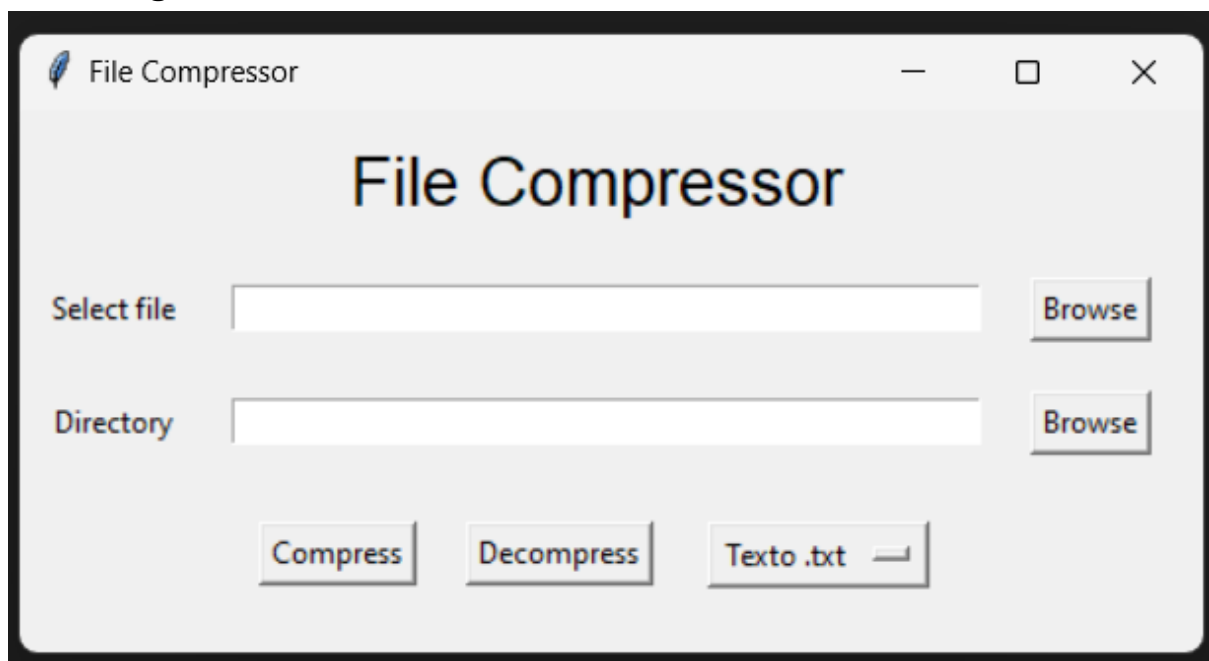 File Compressor
File Compressor
Select file Browse
Directory Browse
Compress Decompress Texto .txt